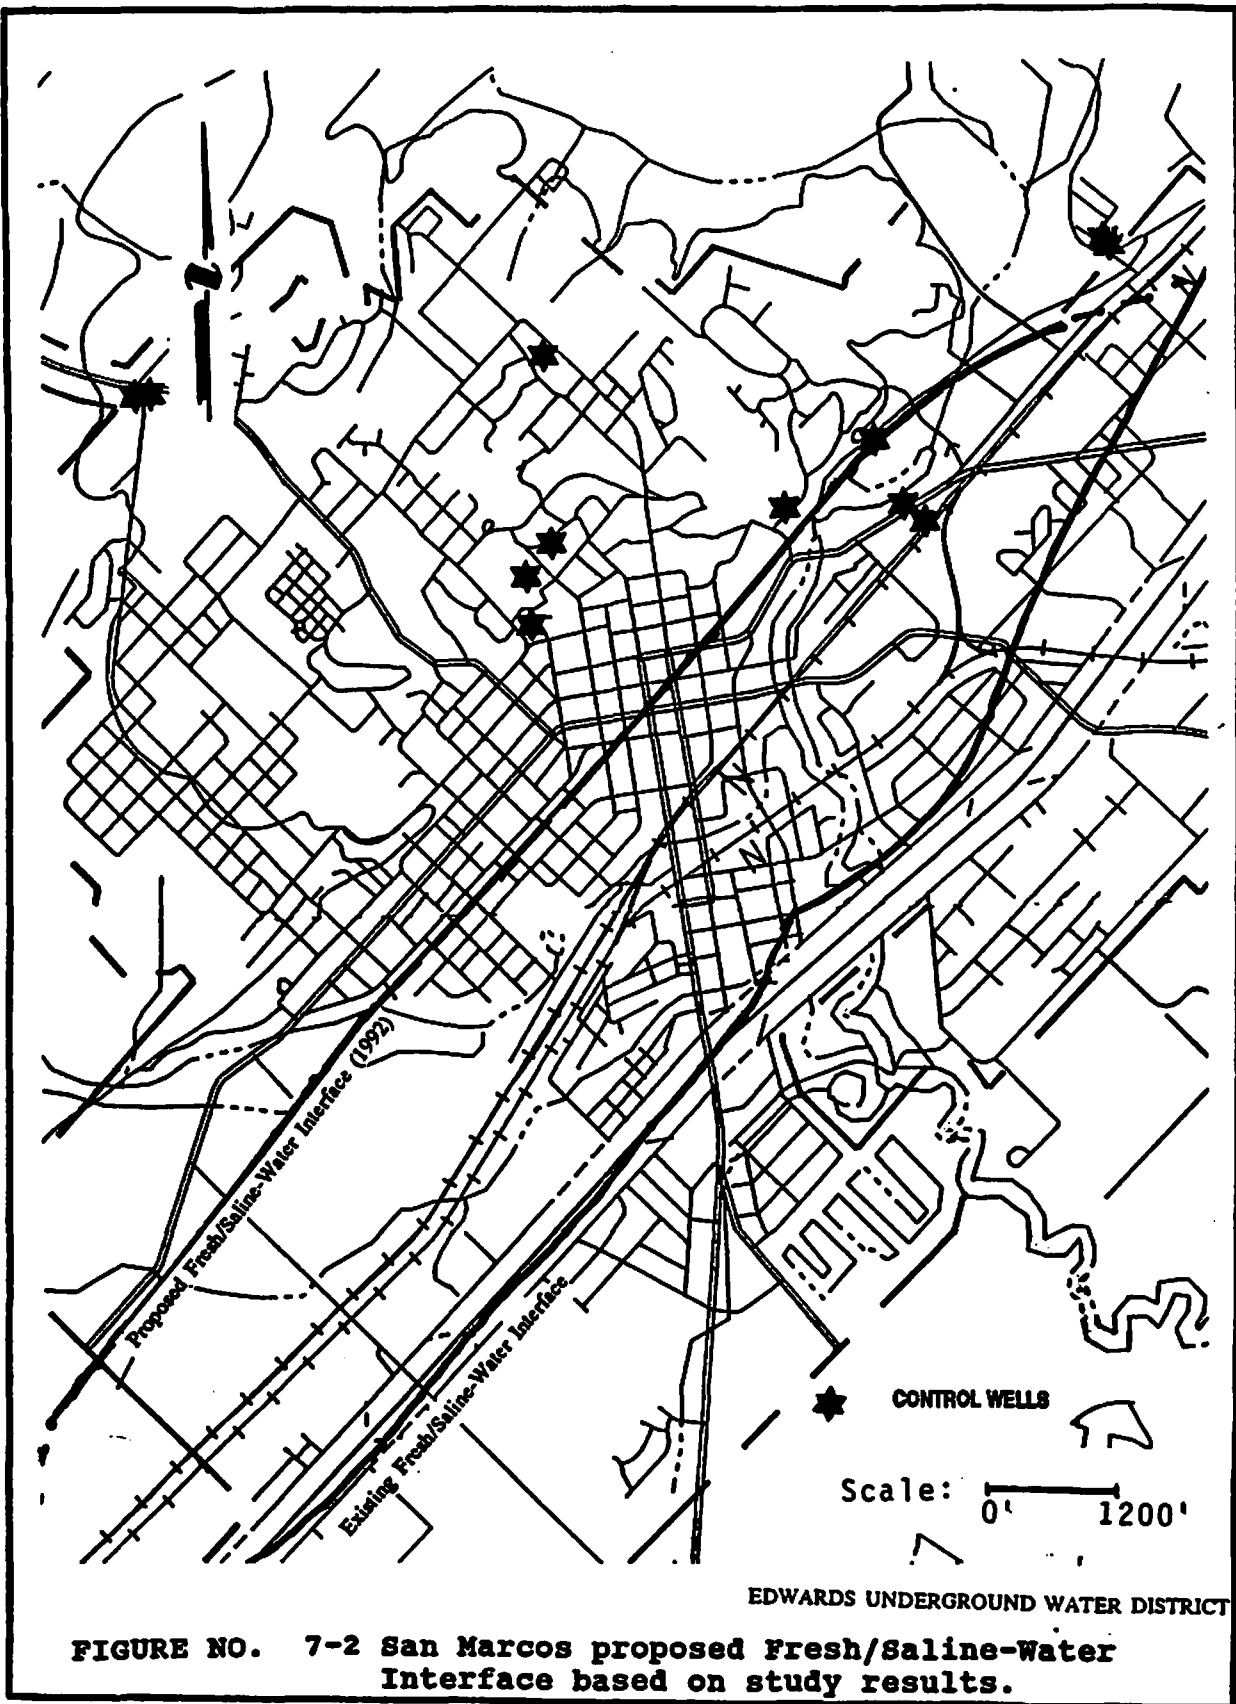 Proposed Fresh/Saline-Water Interface (1992)
Existing Fresh/Saline-Water Interface
CONTROL WELLS
Scale:
0' 1200'
EDWARDS UNDERGROUND WATER DISTRICT
FIGURE NO. 7-2 San Marcos proposed Fresh/Saline-Water
Interface based on study results.
N